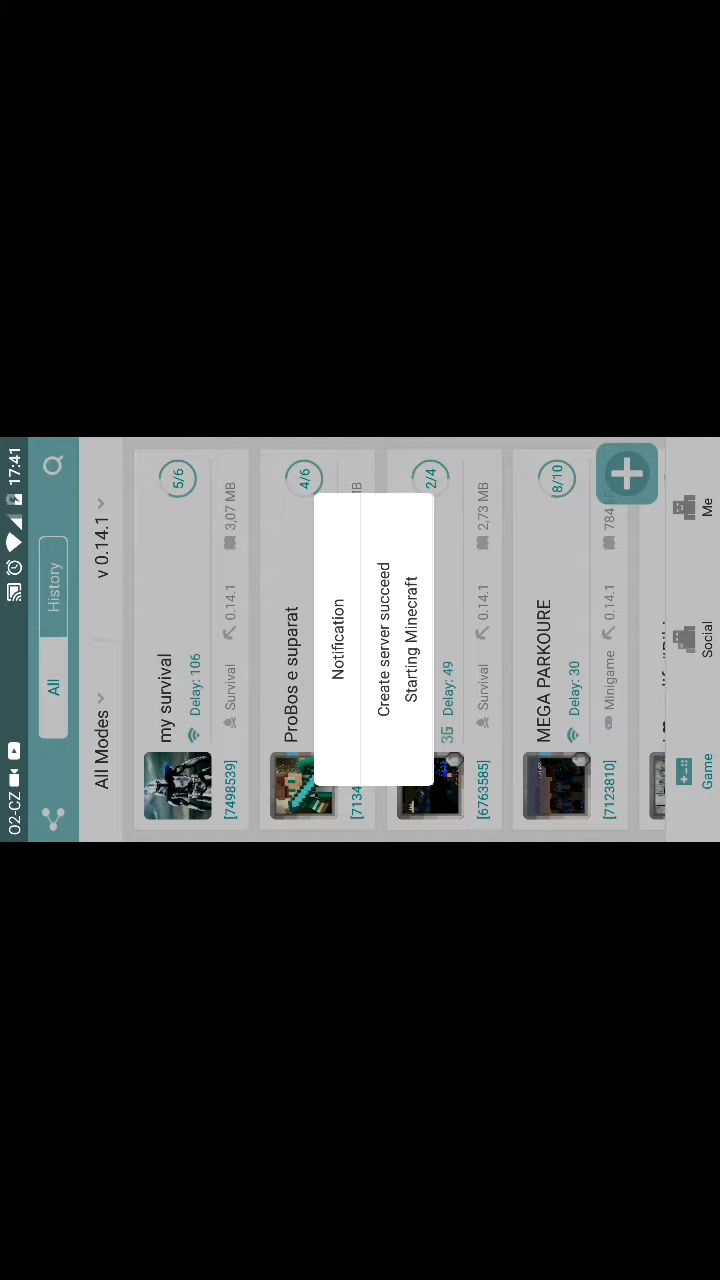 O2-CZ 17:41
All History
All Modes v 0.14.1
my survival 5/6
Delay: 106
[7498539] Survival 0.14.1 3,07 MB
ProBos e suparat 4/6
Notification
Create server succeed
Starting Minecraft
2/4
3G Delay: 49
[6763585] Survival 0.14.1 2,73 MB
MEGA PARKOURE 8/10
Delay: 30
[7123810] Minigame 0.14.1 784
Game Social Me